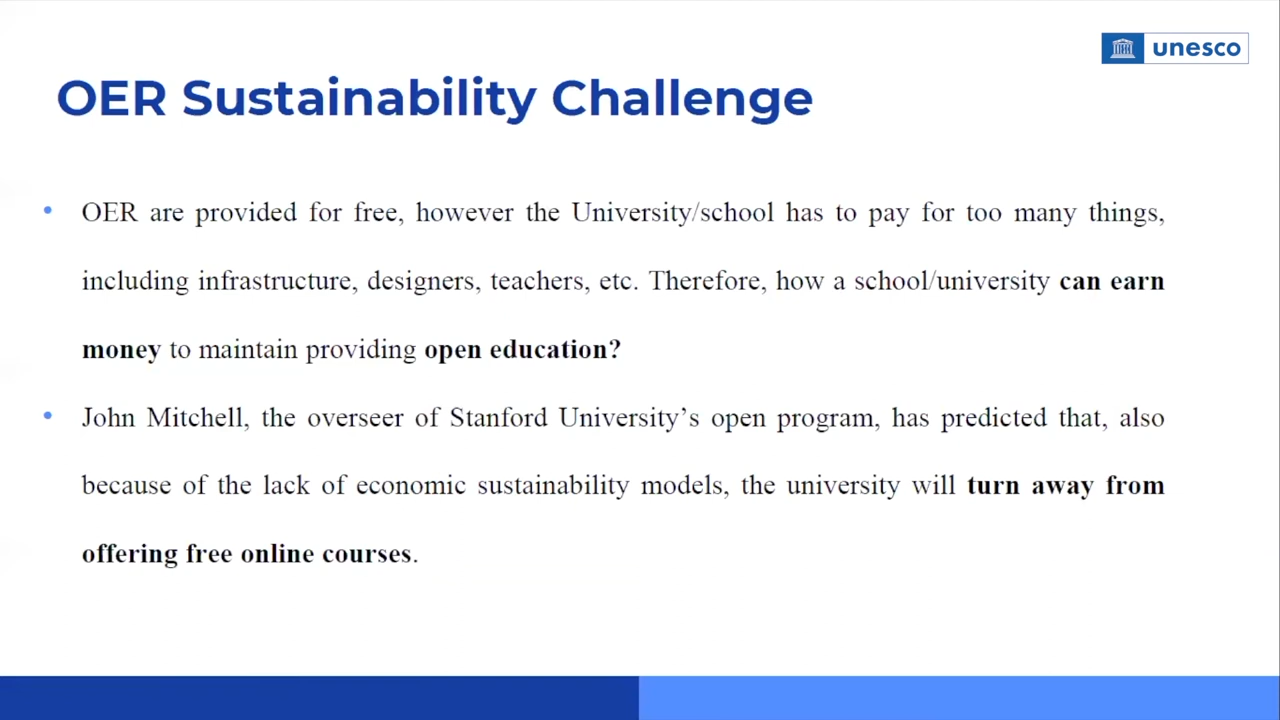 unesco
OER Sustainability Challenge
• OER are provided for free, however the University/school has to pay for too many things,
including infrastructure, designers, teachers, etc. Therefore, how a school/university can earn
money to maintain providing open education?
• John Mitchell, the overseer of Stanford University’s open program, has predicted that, also
because of the lack of economic sustainability models, the university will turn away from
offering free online courses.